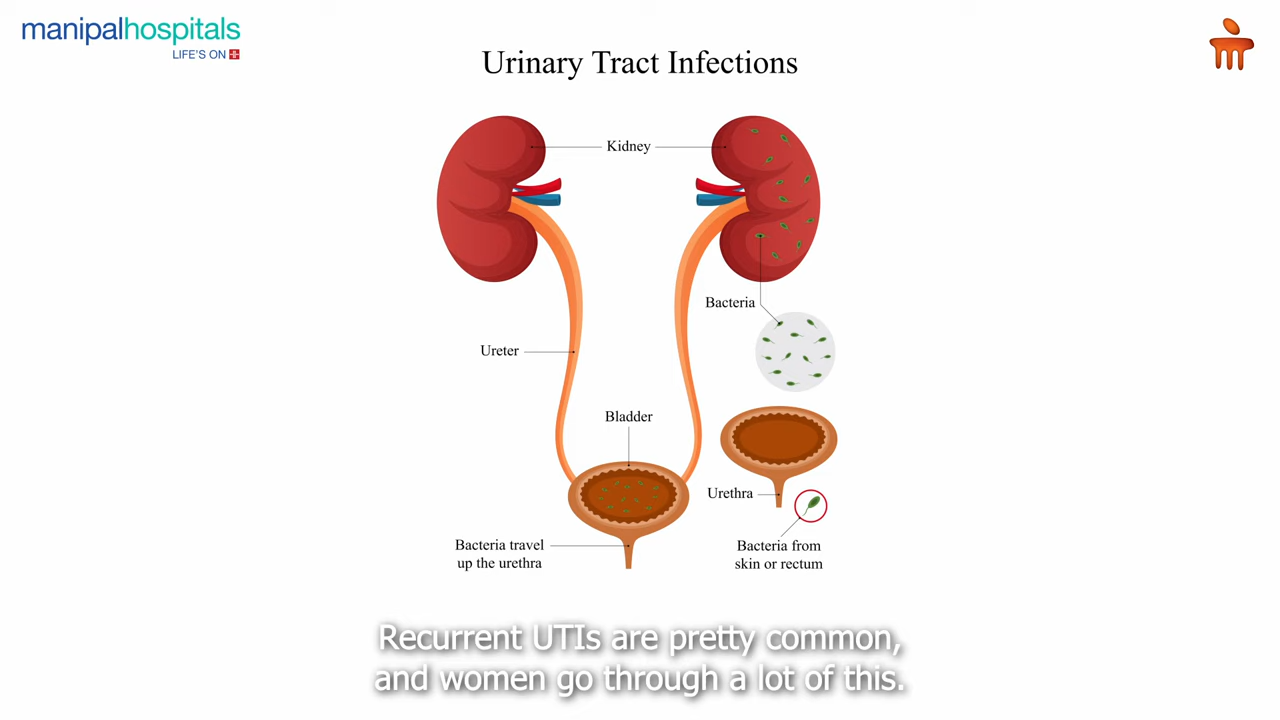 manipalhospitals
LIFE'S ON
Urinary Tract Infections
Kidney
Bacteria
Ureter
Bladder
Urethra
Bacteria travel
up the urethra
Bacteria from
skin or rectum
Recurrent UTIs are pretty common,
and women go through a lot of this.